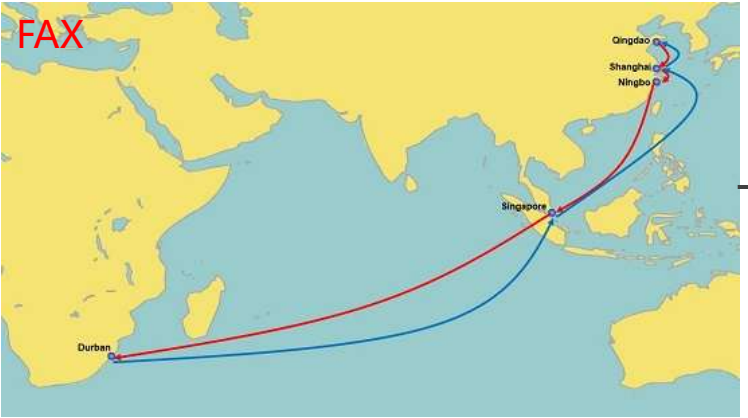 FAX
Qingdao
Shanghai
Ningbo
Singapore
Durban